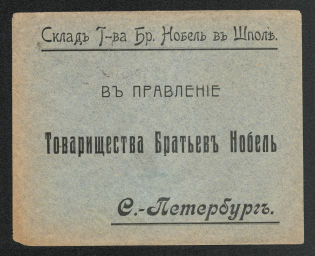 Складъ Т-ва Бр. Нобель въ Шполѣ.
ВЪ ПРАВЛЕНІЕ
Товарищества Братьевъ Нобель
С.-Петербургъ.